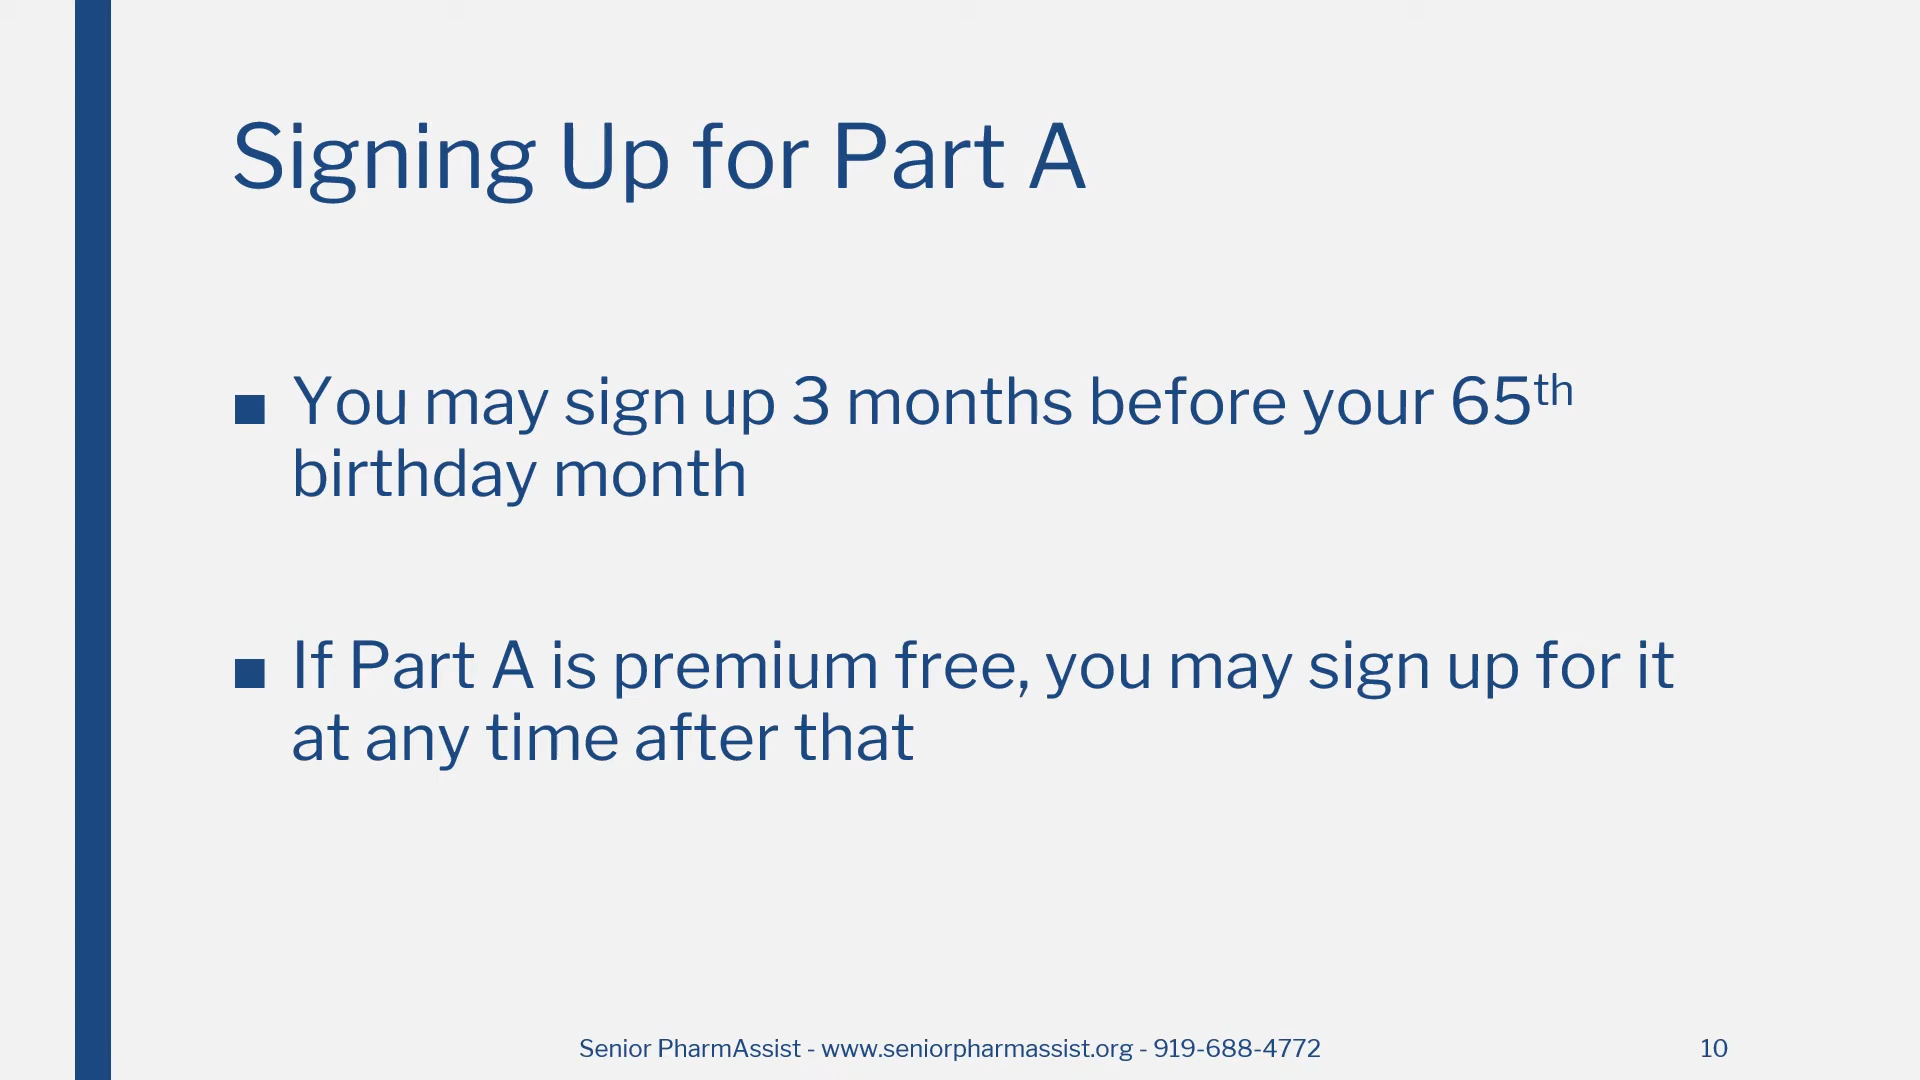 Signing Up for Part A
■ You may sign up 3 months before your 65th
birthday month
■ If Part A is premium free, you may sign up for it
at any time after that
Senior PharmAssist - www.seniorpharmassist.org - 919-688-4772
10